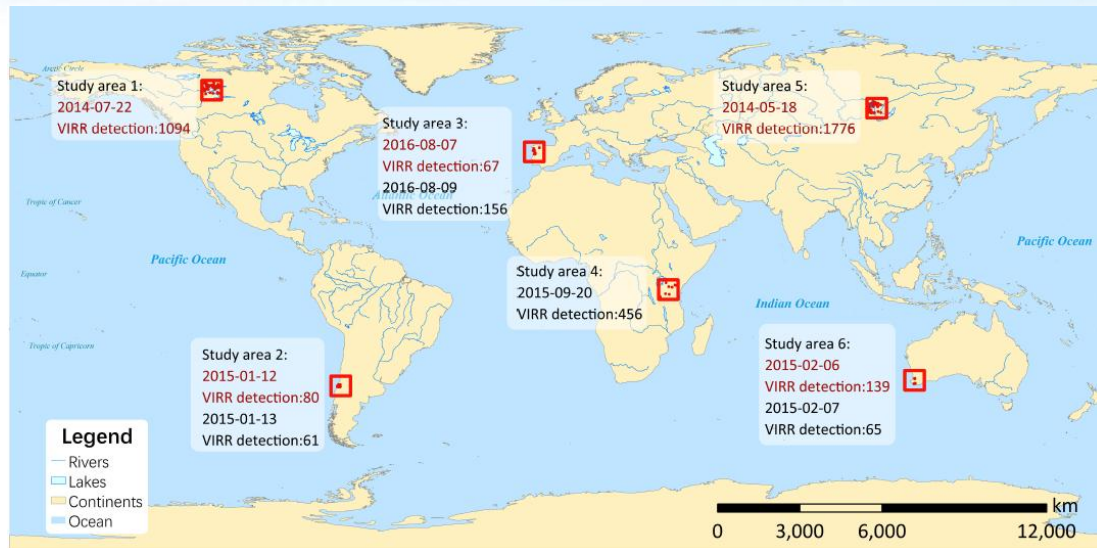 Arctic Circle
Study area 1:
2014-07-22
VIRR detection:1094
Study area 3:
2016-08-07
VIRR detection:67
2016-08-09
VIRR detection:156
Study area 5:
2014-05-18
VIRR detection:1776
Tropic of Cancer
Atlantic Ocean
Pacific Ocean
Pacific Ocean
Equator
Study area 4:
2015-09-20
VIRR detection:456
Indian Ocean
Tropic of Capricorn
Study area 2:
2015-01-12
VIRR detection:80
2015-01-13
VIRR detection:61
Study area 6:
2015-02-06
VIRR detection:139
2015-02-07
VIRR detection:65
Legend
Rivers
Lakes
Continents
Ocean
km
0 3,000 6,000 12,000